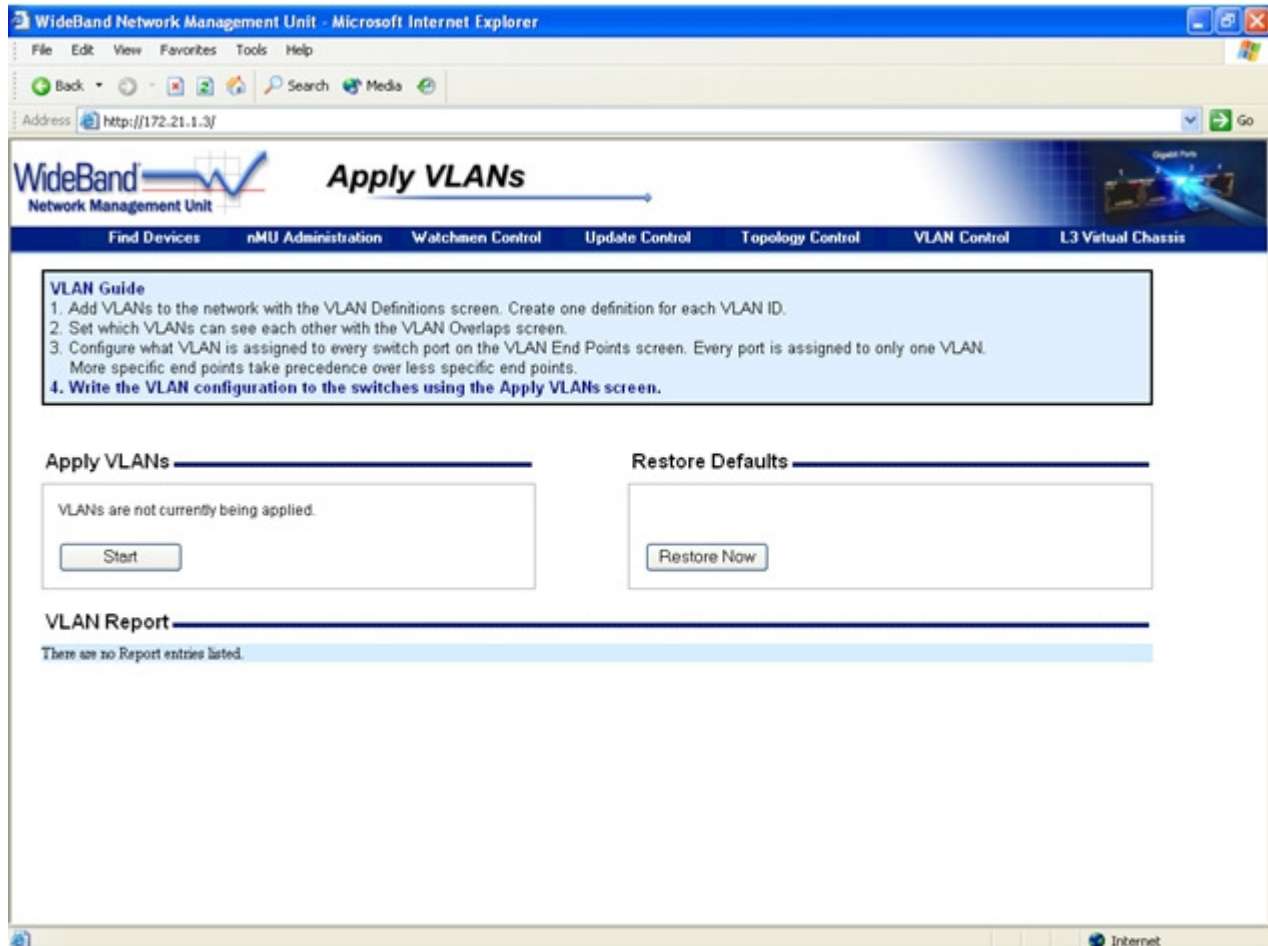 WideBand Network Management Unit - Microsoft Internet Explorer
File Edit View Favorites Tools Help
Back Search Media
Address http://172.21.1.3/ Go
WideBand
Network Management Unit
Apply VLANs
Gigabit Ports
Find Devices nMU Administration Watchmen Control Update Control Topology Control VLAN Control L3 Virtual Chassis
VLAN Guide
1. Add VLANs to the network with the VLAN Definitions screen. Create one definition for each VLAN ID.
2. Set which VLANs can see each other with the VLAN Overlaps screen.
3. Configure what VLAN is assigned to every switch port on the VLAN End Points screen. Every port is assigned to only one VLAN.
More specific end points take precedence over less specific end points.
4. Write the VLAN configuration to the switches using the Apply VLANs screen.
Apply VLANs
VLANs are not currently being applied.
Start
Restore Defaults
Restore Now
VLAN Report
There are no Report entries listed.
Internet